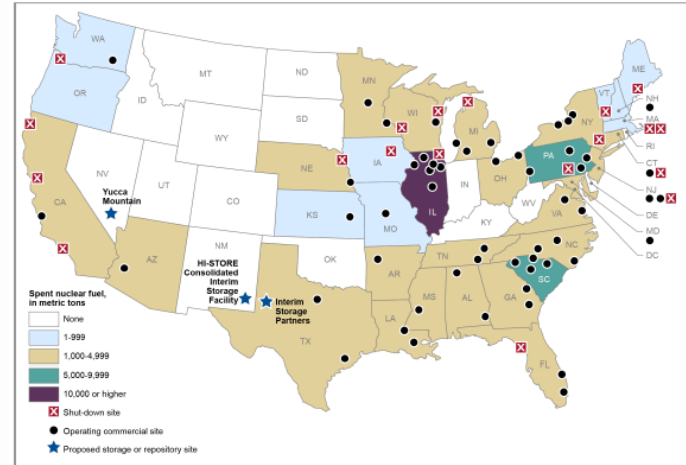 WA
OR
CA
ID
NV
MT
WY
UT
AZ
CO
NM
ND
SD
NE
KS
OK
TX
MN
IA
MO
AR
LA
WI
IL
MS
MI
IN
KY
TN
AL
OH
WV
GA
FL
SC
NC
VA
PA
NY
VT
ME
NH
MA
RI
CT
NJ
DE
MD
DC
Yucca
Mountain
HI-STORE
Consolidated
Interim
Storage
Facility
Interim
Storage
Partners
Spent nuclear fuel,
in metric tons
None
1-999
1,000-4,999
5,000-9,999
10,000 or higher
Shut-down site
Operating commercial site
Proposed storage or repository site